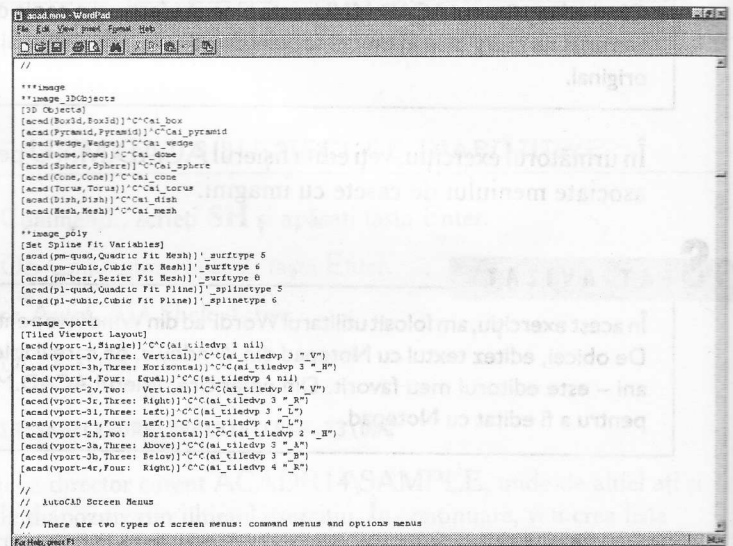 acad.mnu - WordPad
File Edit View Insert Format Help
//
***image
**image_3DObjects
[3D Objects]
[acad(Box3d,Box3d)]^C^Cai_box
[acad(Pyramid,Pyramid)]^C^Cai_pyramid
[acad(Wedge,Wedge)]^C^Cai_wedge
[acad(Dome,Dome)]^C^Cai_dome
[acad(Sphere,Sphere)]^C^Cai_sphere
[acad(Cone,Cone)]^C^Cai_cone
[acad(Torus,Torus)]^C^Cai_torus
[acad(Dish,Dish)]^C^Cai_dish
[acad(Mesh,Mesh)]^C^Cai_mesh
**image_poly
[Set Spline Fit Variables]
[acad(pm-quad,Quadric Fit Mesh)]'_surftype 5
[acad(pm-cubic,Cubic Fit Mesh)]'_surftype 6
[acad(pm-bezr,Bezier Fit Mesh)]'_surftype 8
[acad(pl-quad,Quadric Fit Pline)]'_splinetype 5
[acad(pl-cubic,Cubic Fit Pline)]'_splinetype 6
**image_vporti
[Tiled Viewport Layout]
[acad(vport-1,Single)]^C^C(ai_tiledvp 1 nil)
[acad(vport-3v,Three: Vertical)]^C^C(ai_tiledvp 3 "_V")
[acad(vport-3h,Three: Horizontal)]^C^C(ai_tiledvp 3 "_H")
[acad(vport-4,Four: Equal)]^C^C(ai_tiledvp 4 nil)
[acad(vport-2v,Two: Vertical)]^C^C(ai_tiledvp 2 "_V")
[acad(vport-3r,Three: Right)]^C^C(ai_tiledvp 3 "_R")
[acad(vport-3l,Three: Left)]^C^C(ai_tiledvp 3 "_L")
[acad(vport-4l,Four: Left)]^C^C(ai_tiledvp 4 "_L")
[acad(vport-2h,Two: Horizontal)]^C^C(ai_tiledvp 2 "_H")
[acad(vport-3a,Three: Above)]^C^C(ai_tiledvp 3 "_A")
[acad(vport-3b,Three: Below)]^C^C(ai_tiledvp 3 "_B")
[acad(vport-4r,Four: Right)]^C^C(ai_tiledvp 4 "_R")
//
// AutoCAD Screen Menus
//
// There are two types of screen menus: command menus and options menus
For Help, press F1
NUM